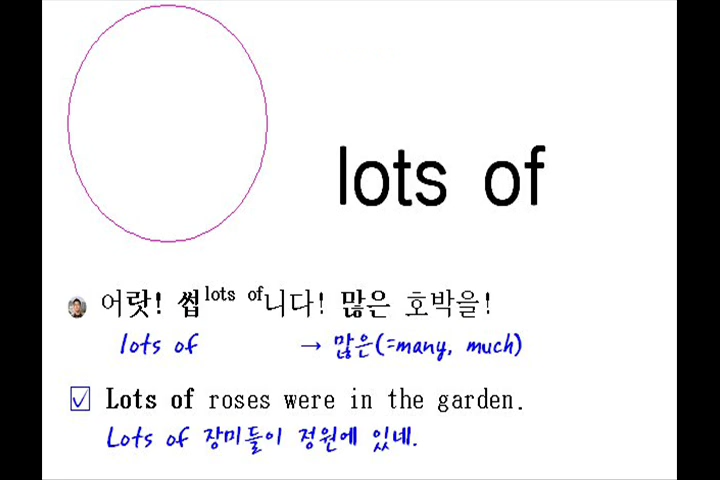 lots of
어랏! 썹lots of니다! 많은 호박을!
lots of → 많은(=many, much)
Lots of roses were in the garden.
Lots of 장미들이 정원에 있네.